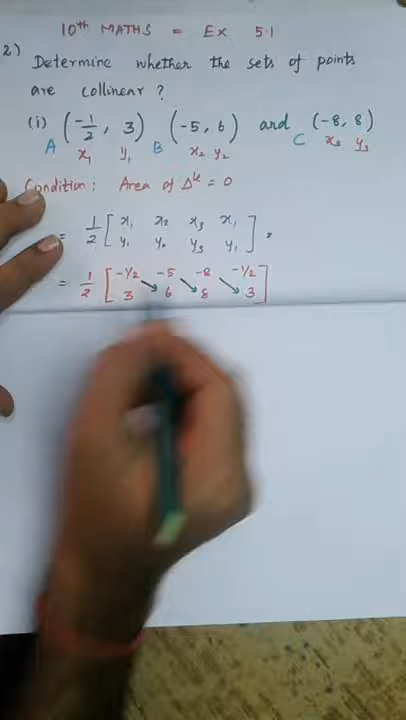 10th MATHS = Ex 5.1
2) Determine whether the sets of points
are collinear?
(i) (-1/2, 3) (-5, 6) and (-8, 8)
A x₁ y₁ B x₂ y₂ C x₃ y₃
Condition: Area of Δle = 0
= 1/2 [ x₁ x₂ x₃ x₁
y₁ y₂ y₃ y₁ ]
= 1/2 [ -1/2 -5 -8 -1/2
3 6 8 3 ]